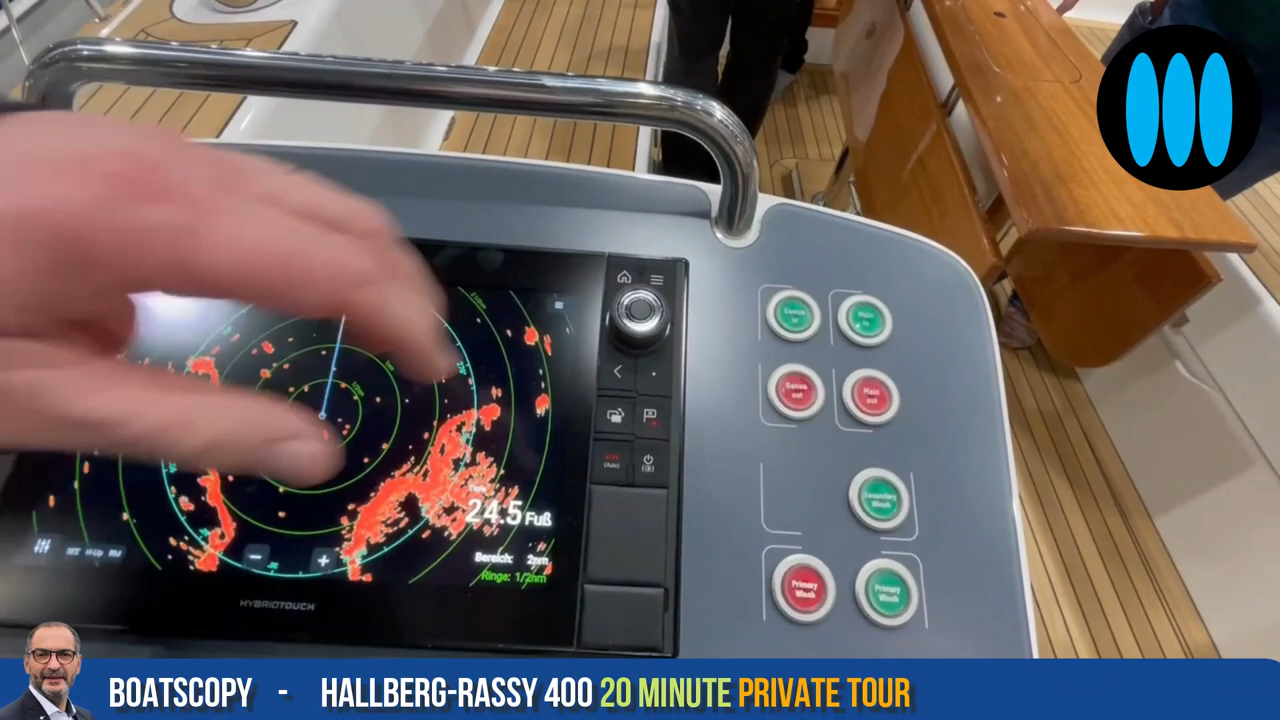 Genoa in
Main in
Genoa out
Main out
24.5 Fuß
Bereich: 2nm
Ringe: 1/2nm
Secondary Winch
Primary Winch
Primary Winch
HYBRIDTOUCH
BOATSCOPY - HALLBERG-RASSY 400 20 MINUTE PRIVATE TOUR